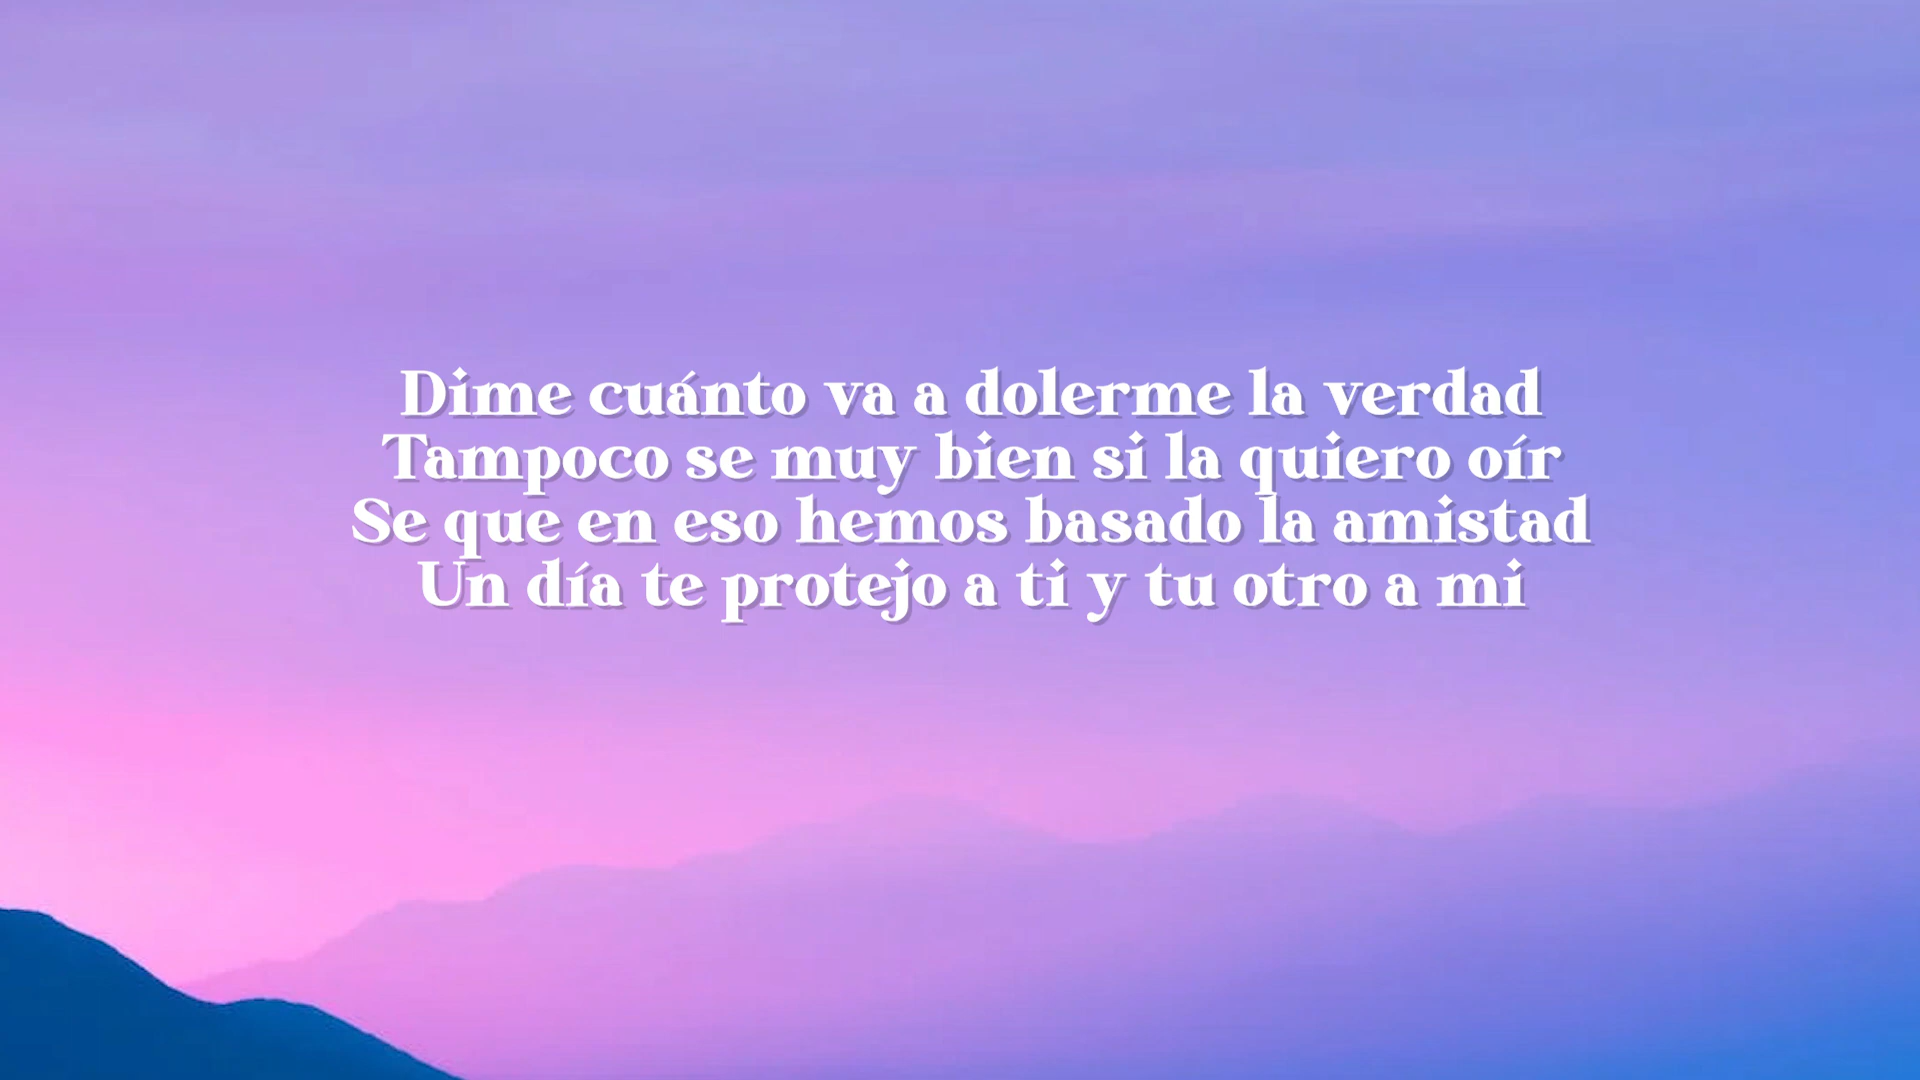 Dime cuánto va a dolerme la verdad
Tampoco se muy bien si la quiero oír
Se que en eso hemos basado la amistad
Un día te protejo a ti y tu otro a mi